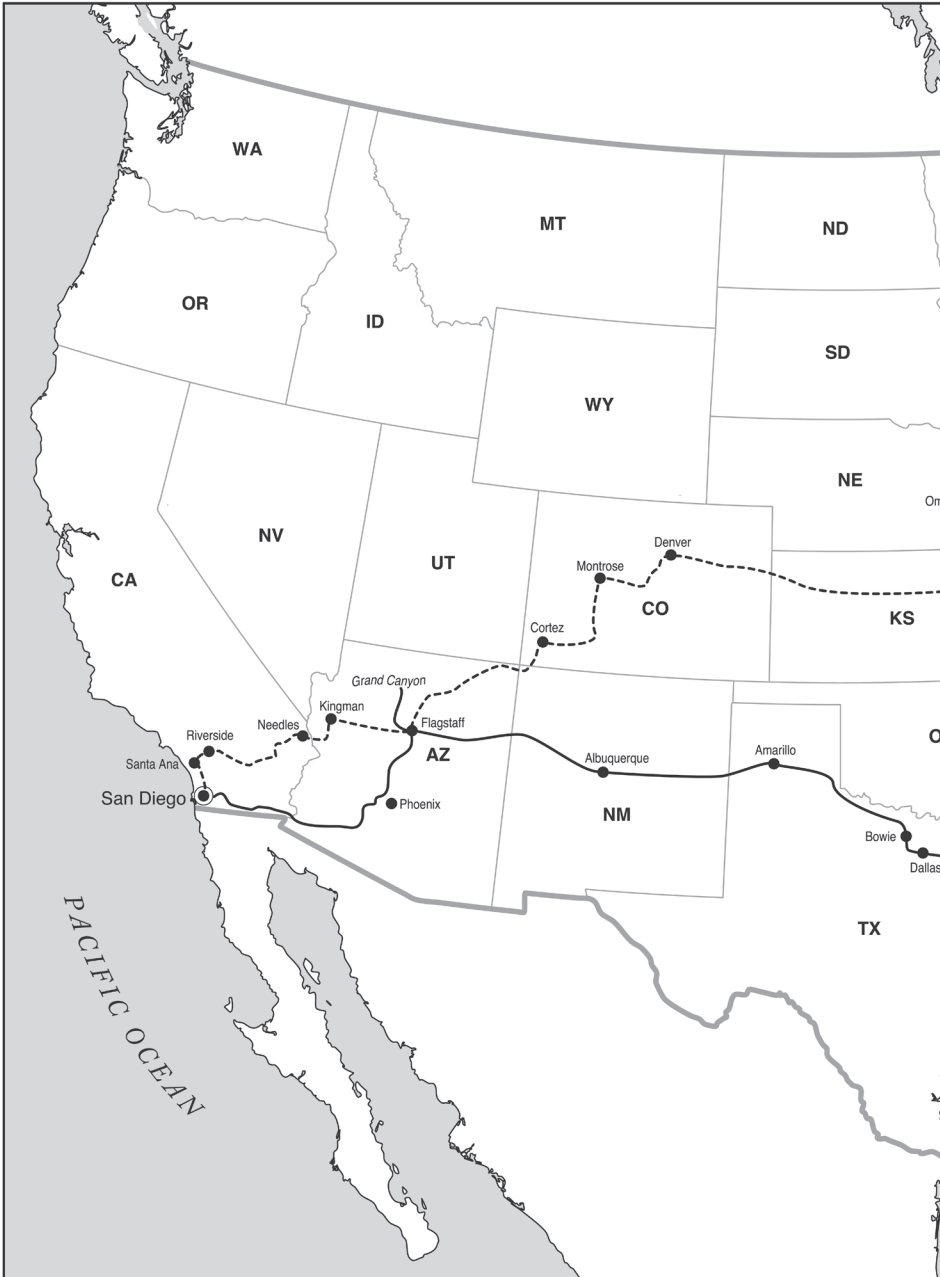 WA
MT
ND
OR
ID
SD
WY
NE
NV
UT
Denver
Montrose
CA
CO
KS
Cortez
Grand Canyon
Kingman
Needles
Flagstaff
Riverside
AZ
Santa Ana
Albuquerque
Amarillo
San Diego
Phoenix
NM
Bowie
Dallas
TX
PACIFIC OCEAN